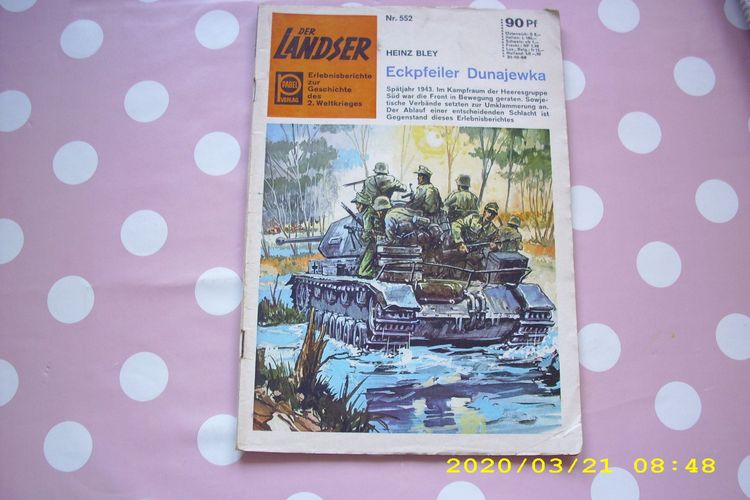 DER
LANDSER
Erlebnisberichte
zur
Geschichte
des
2. Weltkrieges
PABEL
VERLAG
Nr. 552
90 Pf
HEINZ BLEY
Eckpfeiler Dunajewka
Spätjahr 1943. Im Kampfraum der Heeresgruppe
Süd war die Front in Bewegung geraten. Sowje-
tische Verbände setzten zur Umklammerung an.
Der Ablauf einer entscheidenden Schlacht ist
Gegenstand dieses Erlebnisberichtes
2020/03/21 08:48